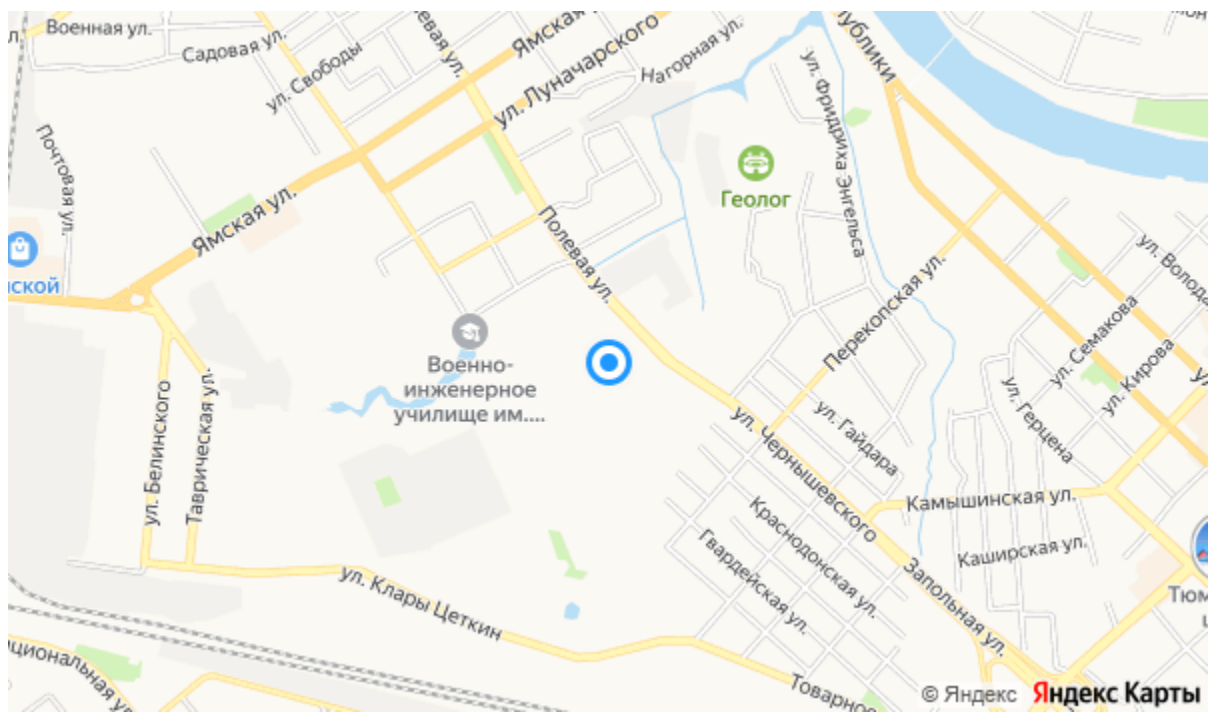 Военная ул.
Садовая ул.
ул. Свободы
Ямская ул.
ул. Луначарского
Нагорная ул.
ул. Фридриха Энгельса
Почтовая ул.
Геолог
Ямская ул.
Полевая ул.
Перекопская ул.
ул. Семакова
ул. Кирова
ул. Герцена
Военно-
инженерное
училище им....
ул. Белинского
Таврическая ул.
ул. Гайдара
ул. Чернышевского
Камышинская ул.
Краснодонская ул.
Гвардейская ул.
Каширская ул.
Запольная ул.
ул. Клары Цеткин
Товарное
© Яндекс Яндекс Карты